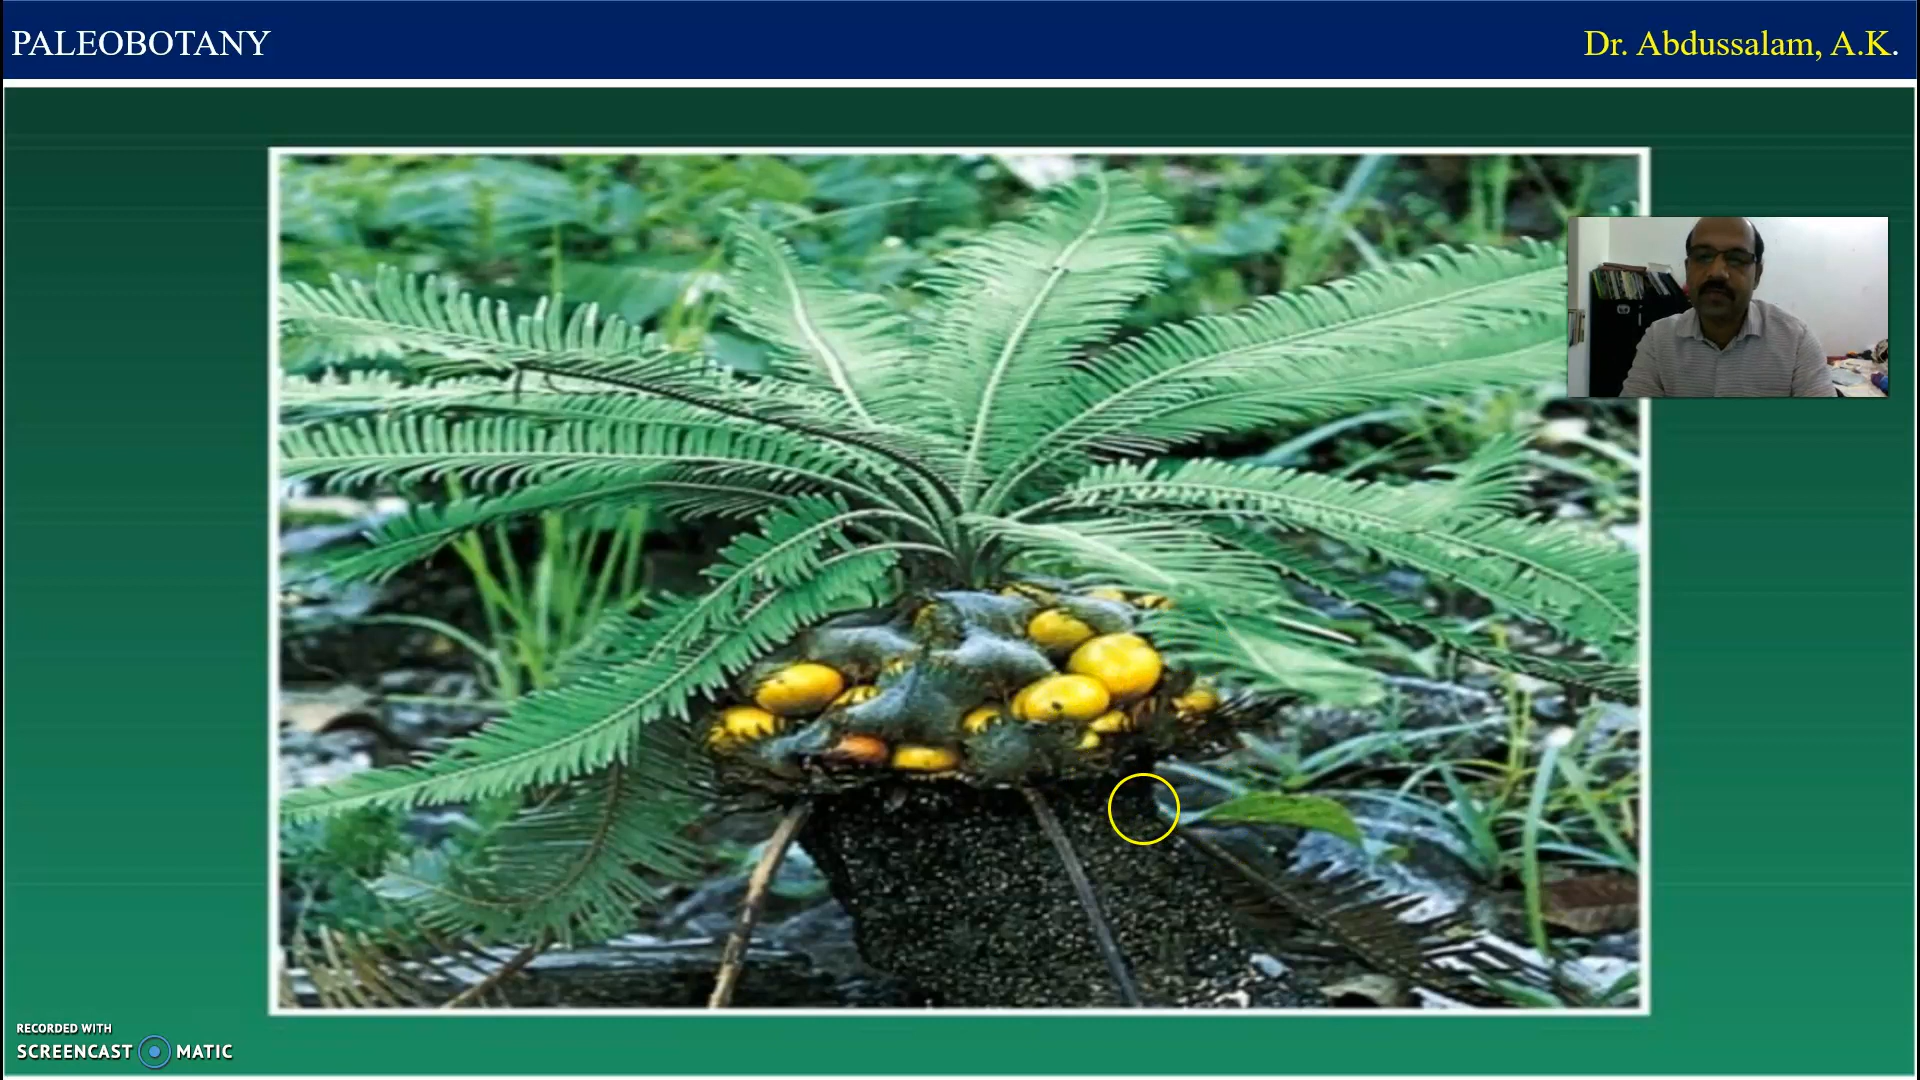 PALEOBOTANY
Dr. Abdussalam, A.K.
RECORDED WITH
SCREENCAST MATIC